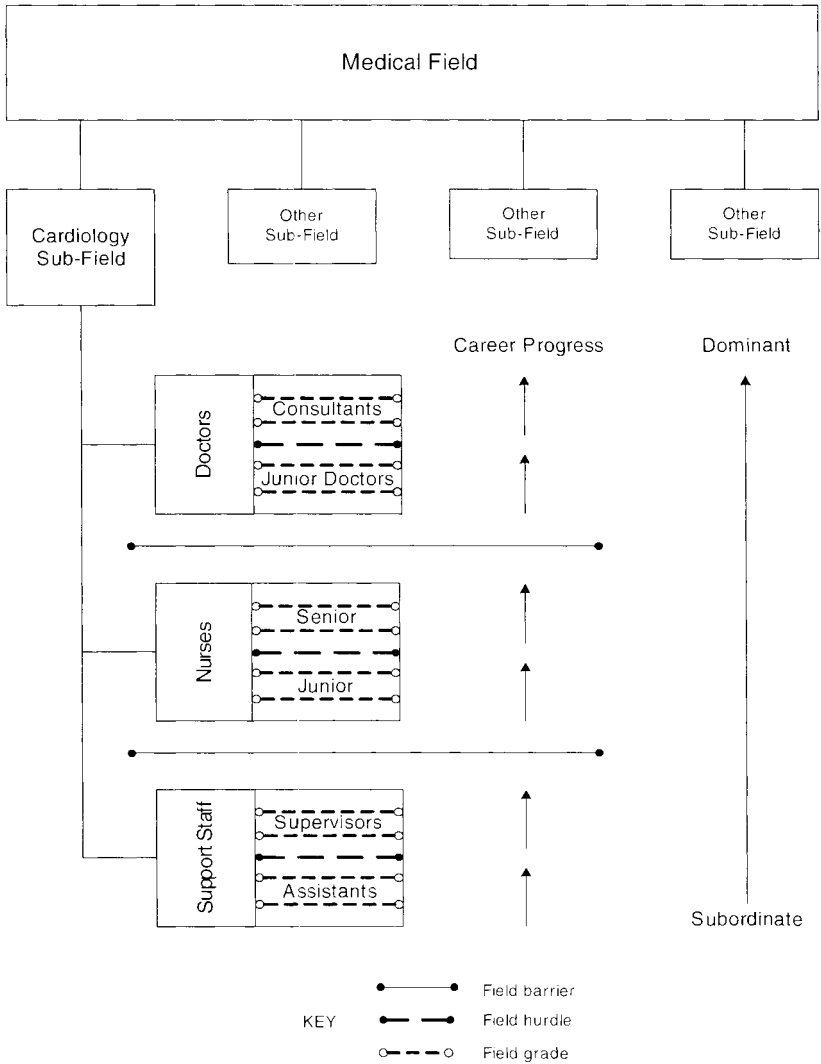 Medical Field
Cardiology
Sub-Field
Other
Sub-Field
Other
Sub-Field
Other
Sub-Field
Career Progress
Dominant
Doctors
Consultants
Junior Doctors
Nurses
Senior
Junior
Support Staff
Supervisors
Assistants
Subordinate
KEY
Field barrier
Field hurdle
Field grade